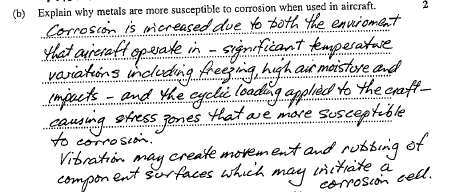 (b) Explain why metals are more susceptible to corrosion when used in aircraft. 2
Corrosion is increased due to both the enviroment
that aircraft operate in - significant temperature
variations including freezing, high air moisture and
impacts - and the cyclic loading applied to the craft -
causing stress zones that are more susceptible
to corrosion.
Vibration may create movement and rubbing of
component surfaces which may initiate a
corrosion cell.